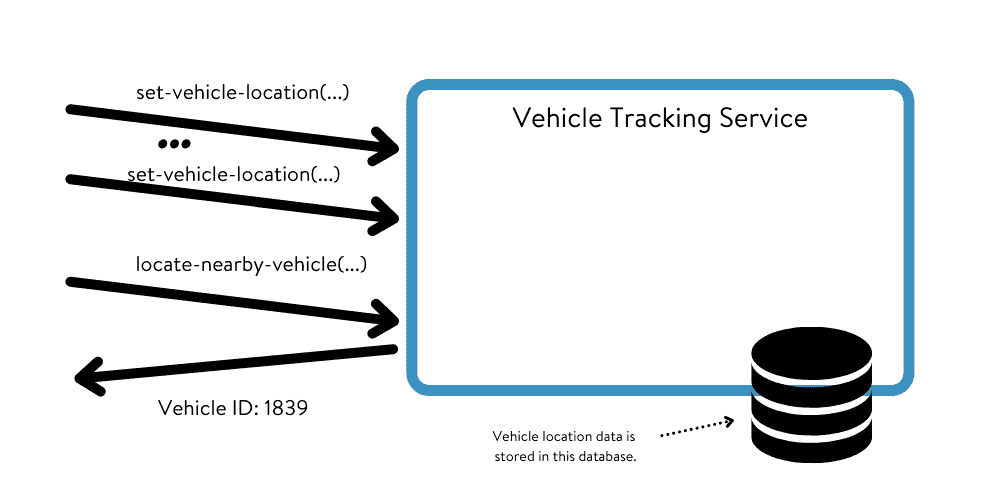 set-vehicle-location(...)
Vehicle Tracking Service
...
set-vehicle-location(...)
locate-nearby-vehicle(...)
Vehicle ID: 1839
Vehicle location data is
stored in this database.